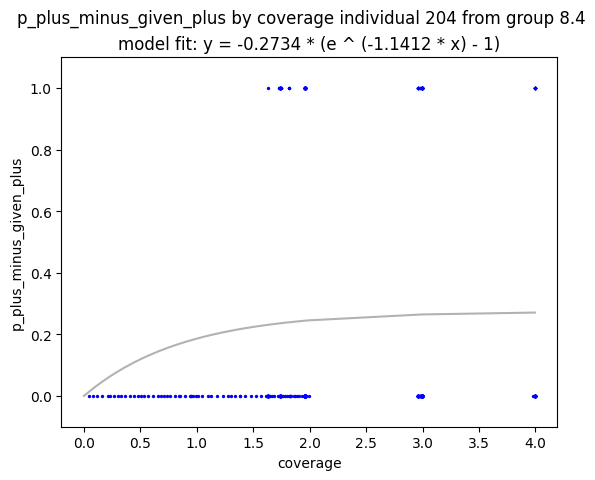 p_plus_minus_given_plus by coverage individual 204 from group 8.4
model fit: y = -0.2734 * (e ^ (-1.1412 * x) - 1)
1.0
0.8
0.6
0.4
0.2
0.0
p_plus_minus_given_plus
0.0 0.5 1.0 1.5 2.0 2.5 3.0 3.5 4.0
coverage